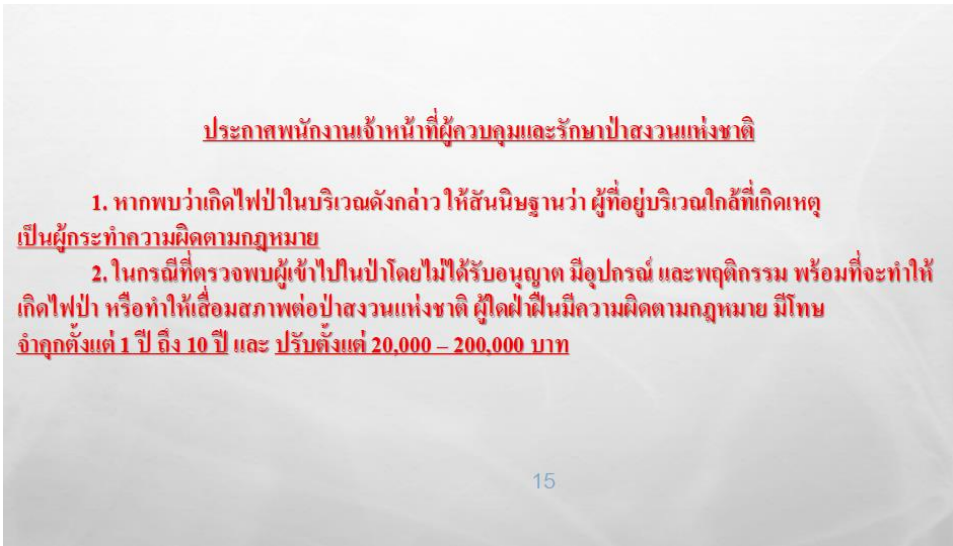 ประกาศพนักงานเจ้าหน้าที่ผู้ควบคุมและรักษาป่าสงวนแห่งชาติ
1. หากพบว่าเกิดไฟป่าในบริเวณดังกล่าว ให้สันนิษฐานว่า ผู้ที่อยู่บริเวณใกล้ที่เกิดเหตุ
เป็นผู้กระทำความผิดตามกฎหมาย
2. ในกรณีที่ตรวจพบผู้เข้าไปในป่าโดยไม่ได้รับอนุญาต มีอุปกรณ์ และพฤติกรรม พร้อมที่จะทำให้
เกิดไฟป่า หรือทำให้เสื่อมสภาพต่อป่าสงวนแห่งชาติ ผู้ใดฝ่าฝืนมีความผิดตามกฎหมาย มีโทษ
จำคุกตั้งแต่ 1 ปี ถึง 10 ปี และ ปรับตั้งแต่ 20,000 – 200,000 บาท
15